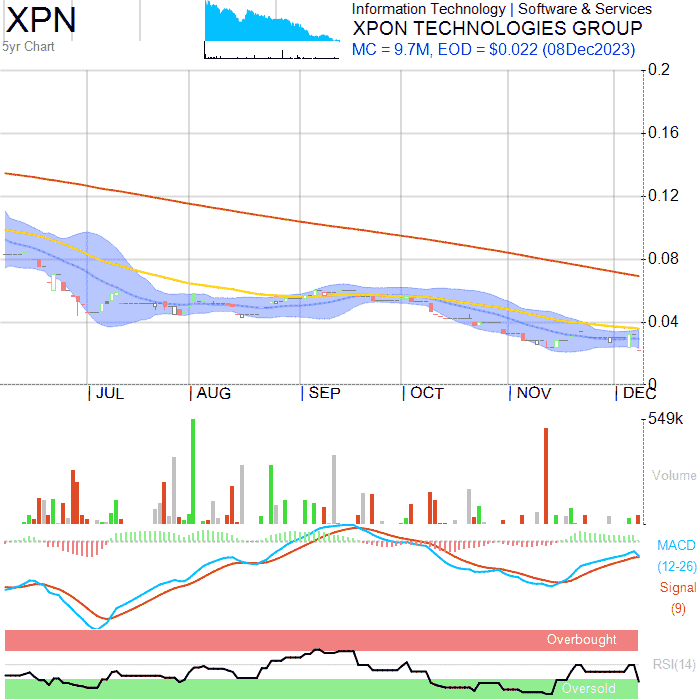 XPN
5yr Chart
Information Technology | Software & Services
XPON TECHNOLOGIES GROUP
MC = 9.7M, EOD = $0.022 (08Dec2023)
0.2
0.16
0.12
0.08
0.04
0
JUL
AUG
SEP
OCT
NOV
DEC
549k
Volume
MACD
(12-26)
Signal
(9)
Overbought
RSI(14)
Oversold